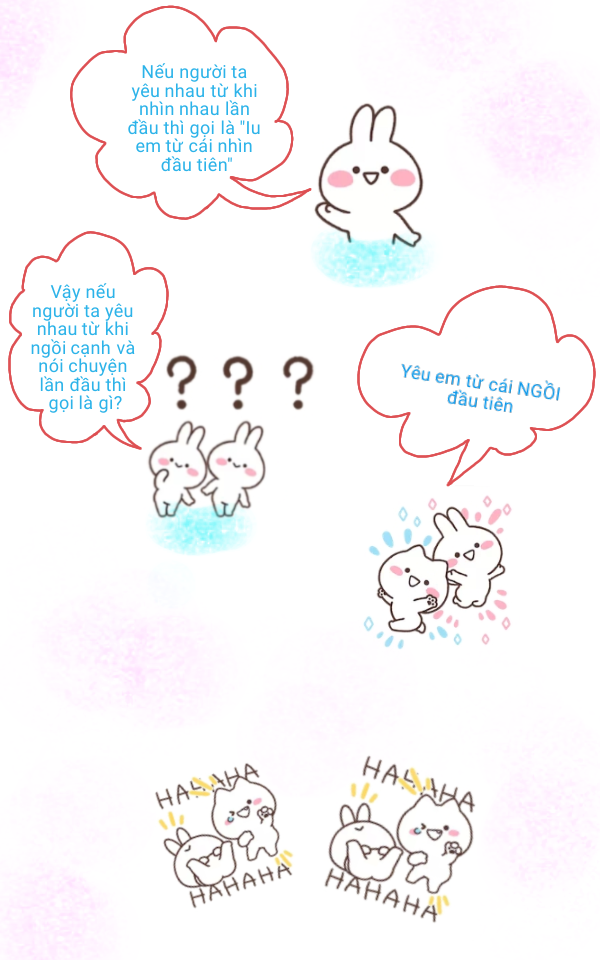 Nếu người ta
yêu nhau từ khi
nhìn nhau lần
đầu thì gọi là "Iu
em từ cái nhìn
đầu tiên"
Vậy nếu
người ta yêu
nhau từ khi
ngồi cạnh và
nói chuyện
lần đầu thì
gọi là gì?
? ? ?
Yêu em từ cái NGỒI
đầu tiên
HAHAHA
HAHAHA
HAHAHA
HAHAHA